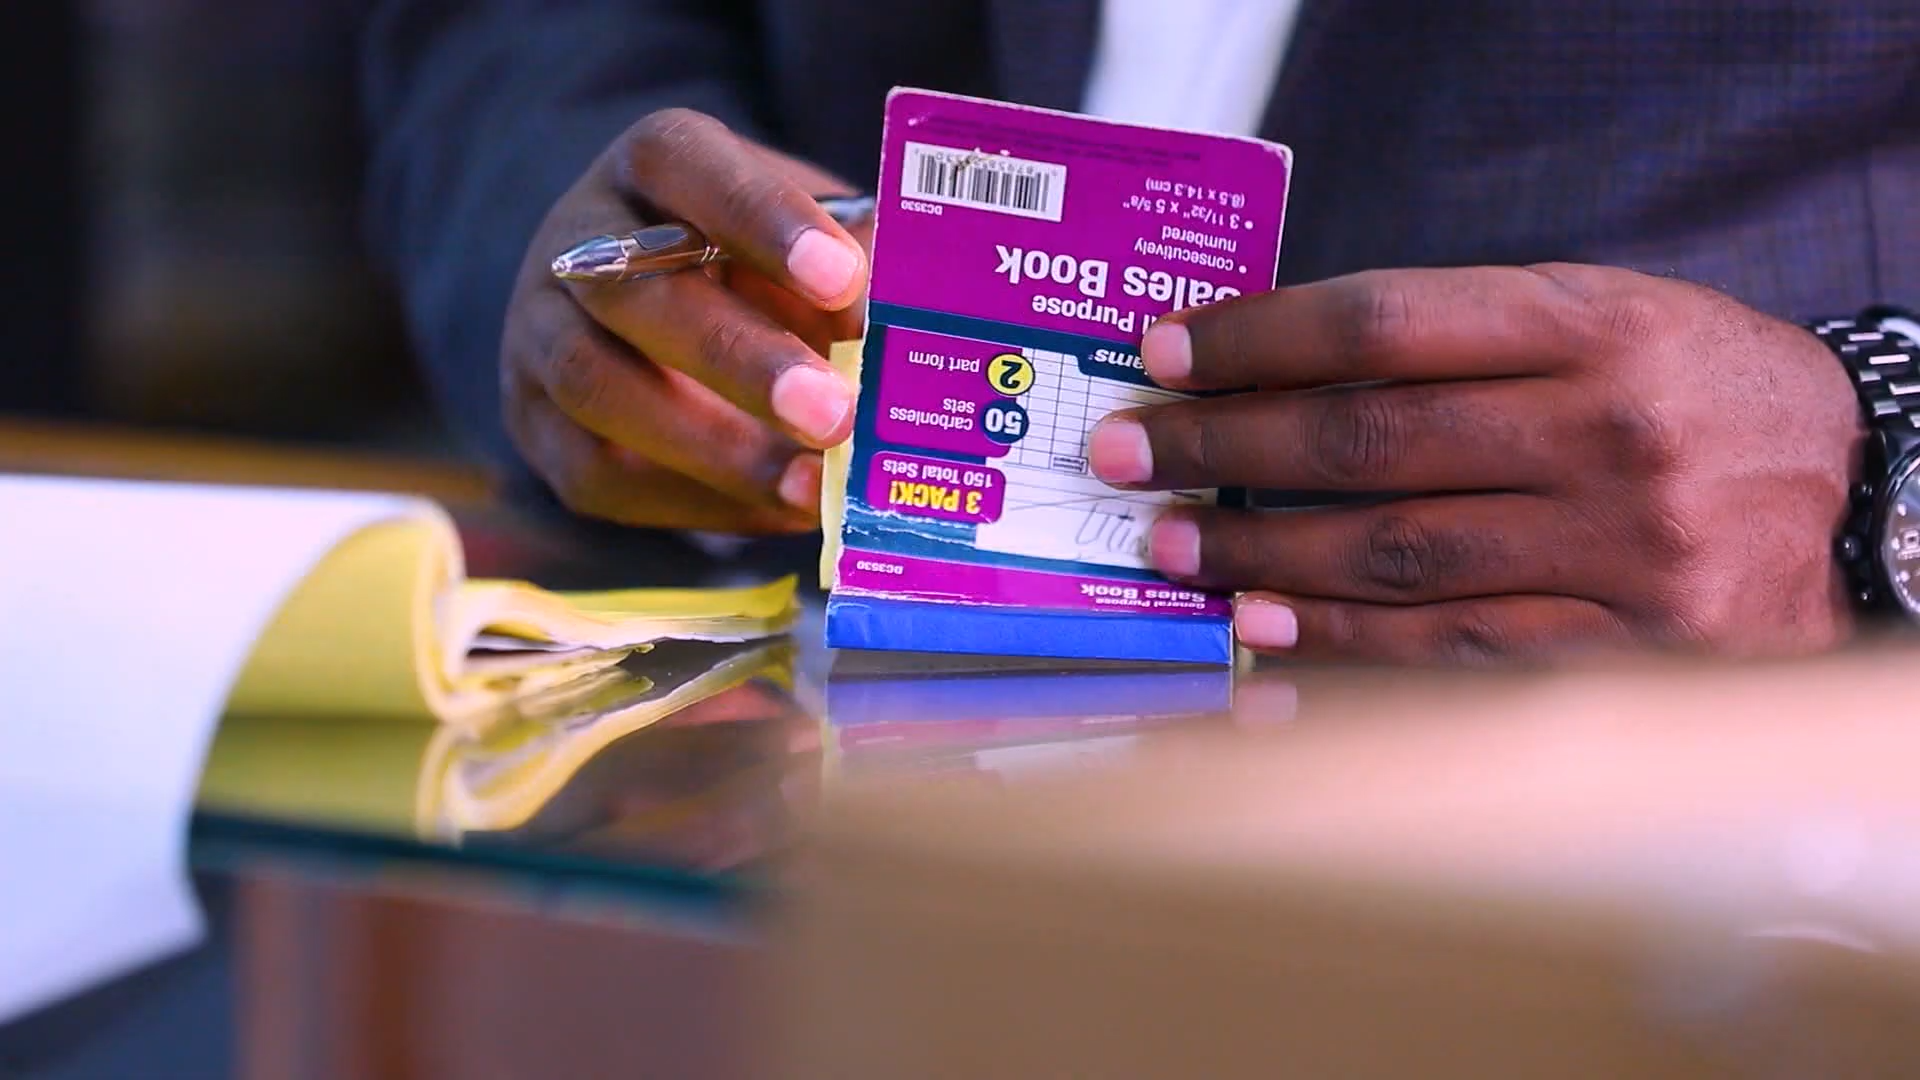 General Purpose
Sales Book
DC3530
3 PACK!
150 Total Sets
50 carbonless sets
2 part form
ams
l Purpose
Sales Book
• consecutively
numbered
• 3 11/32" x 5 5/8"
(8.5 x 14.3 cm)
DC3530